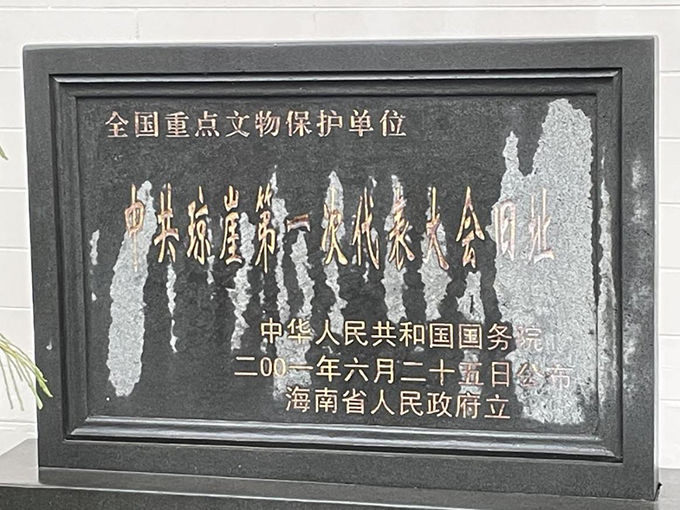 全国重点文物保护单位
中共琼崖第一次代表大会旧址
中华人民共和国国务院
二00一年六月二十五日公布
海南省人民政府立